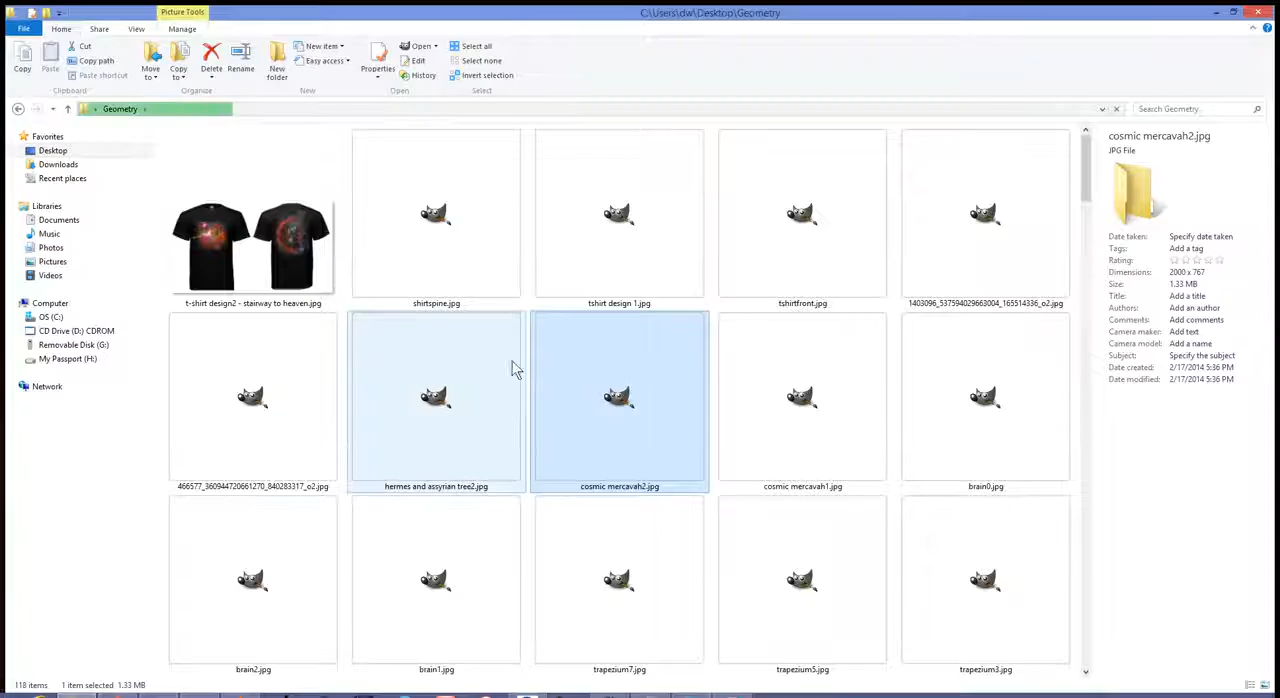 Picture Tools
C:\Users\dw\Desktop\Geometry
File Home Share View Manage
Copy Paste Cut Copy path Paste shortcut
Move to Copy to Delete Rename New folder
New item Easy access
Properties Open Edit History
Select all Select none Invert selection
Clipboard Organize New Open Select
Geometry
Search Geometry
Favorites
Desktop
Downloads
Recent places
Libraries
Documents
Music
Photos
Pictures
Videos
Computer
OS (C:)
CD Drive (D:) CDROM
Removable Disk (G:)
My Passport (H:)
Network
t-shirt design2 - stairway to heaven.jpg
shirtspine.jpg
tshirt design 1.jpg
tshirtfront.jpg
1403096_537594029663004_165514336_o2.jpg
466577_360944720661270_840283317_o2.jpg
hermes and assyrian tree2.jpg
cosmic mercavah2.jpg
cosmic mercavah1.jpg
brain0.jpg
brain2.jpg
brain1.jpg
trapezium7.jpg
trapezium5.jpg
trapezium3.jpg
cosmic mercavah2.jpg
JPG File
Date taken: Specify date taken
Tags: Add a tag
Rating:
Dimensions: 2000 x 767
Size: 1.33 MB
Title: Add a title
Authors: Add an author
Comments: Add comments
Camera maker: Add text
Camera model: Add a name
Subject: Specify the subject
Date created: 2/17/2014 5:36 PM
Date modified: 2/17/2014 5:36 PM
118 items 1 item selected 1.33 MB